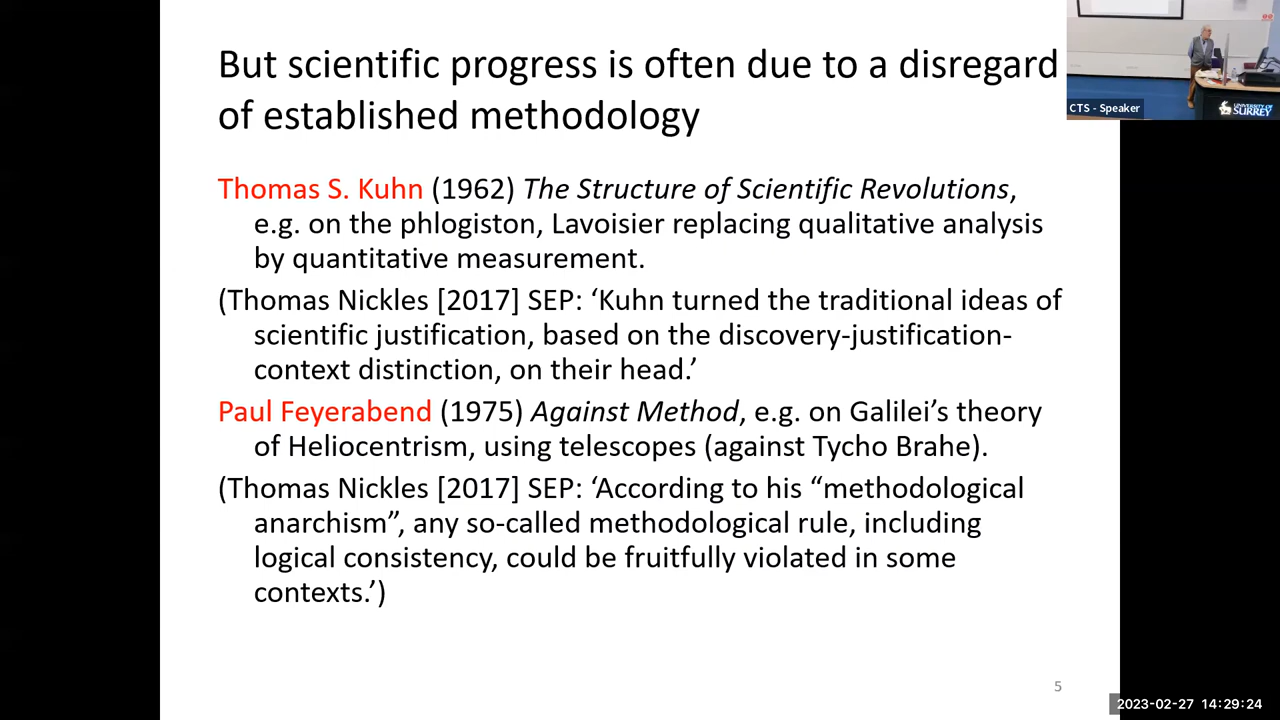 But scientific progress is often due to a disregard
of established methodology
CTS - Speaker
UNIVERSITY OF
SURREY
Thomas S. Kuhn (1962) The Structure of Scientific Revolutions,
e.g. on the phlogiston, Lavoisier replacing qualitative analysis
by quantitative measurement.
(Thomas Nickles [2017] SEP: ‘Kuhn turned the traditional ideas of
scientific justification, based on the discovery-justification-
context distinction, on their head.’
Paul Feyerabend (1975) Against Method, e.g. on Galilei’s theory
of Heliocentrism, using telescopes (against Tycho Brahe).
(Thomas Nickles [2017] SEP: ‘According to his “methodological
anarchism”, any so-called methodological rule, including
logical consistency, could be fruitfully violated in some
contexts.’)
5
2023-02-27 14:29:24